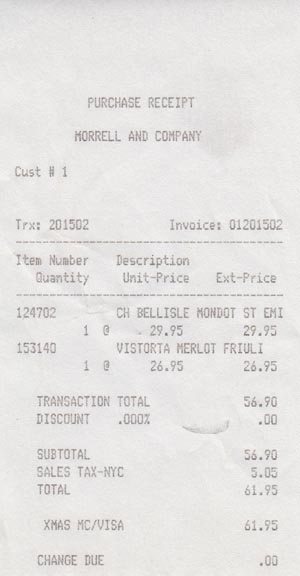 PURCHASE RECEIPT
MORRELL AND COMPANY
Cust # 1
Trx: 201502 Invoice: 01201502
Item Number Description
Quantity Unit-Price Ext-Price
124702 CH BELLISLE MONDOT ST EMI
1 @ 29.95 29.95
153140 VISTORTA MERLOT FRIULI
1 @ 26.95 26.95
TRANSACTION TOTAL 56.90
DISCOUNT .000% .00
SUBTOTAL 56.90
SALES TAX-NYC 5.05
TOTAL 61.95
XMAS MC/VISA 61.95
CHANGE DUE .00